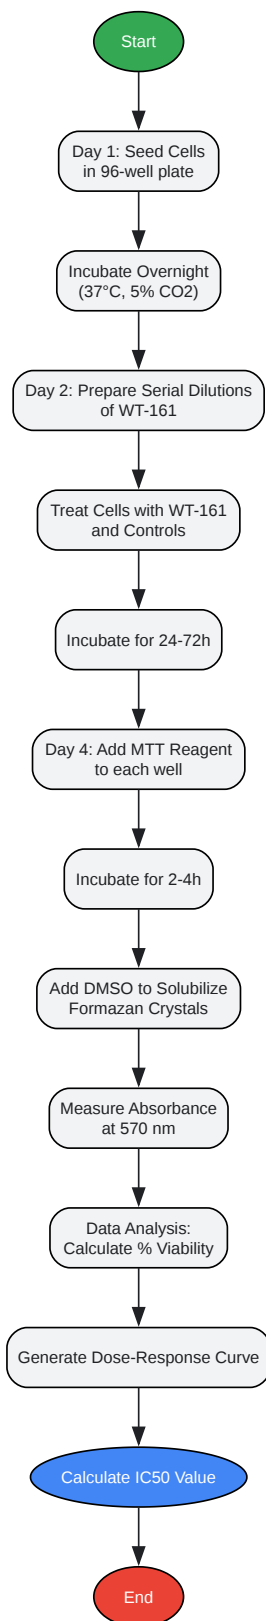 Start
Day 1: Seed Cells
in 96-well plate
Incubate Overnight
(37°C, 5% CO2)
Day 2: Prepare Serial Dilutions
of WT-161
Treat Cells with WT-161
and Controls
Incubate for 24-72h
Day 4: Add MTT Reagent
to each well
Incubate for 2-4h
Add DMSO to Solubilize
Formazan Crystals
Measure Absorbance
at 570 nm
Data Analysis:
Calculate % Viability
Generate Dose-Response Curve
Calculate IC50 Value
End